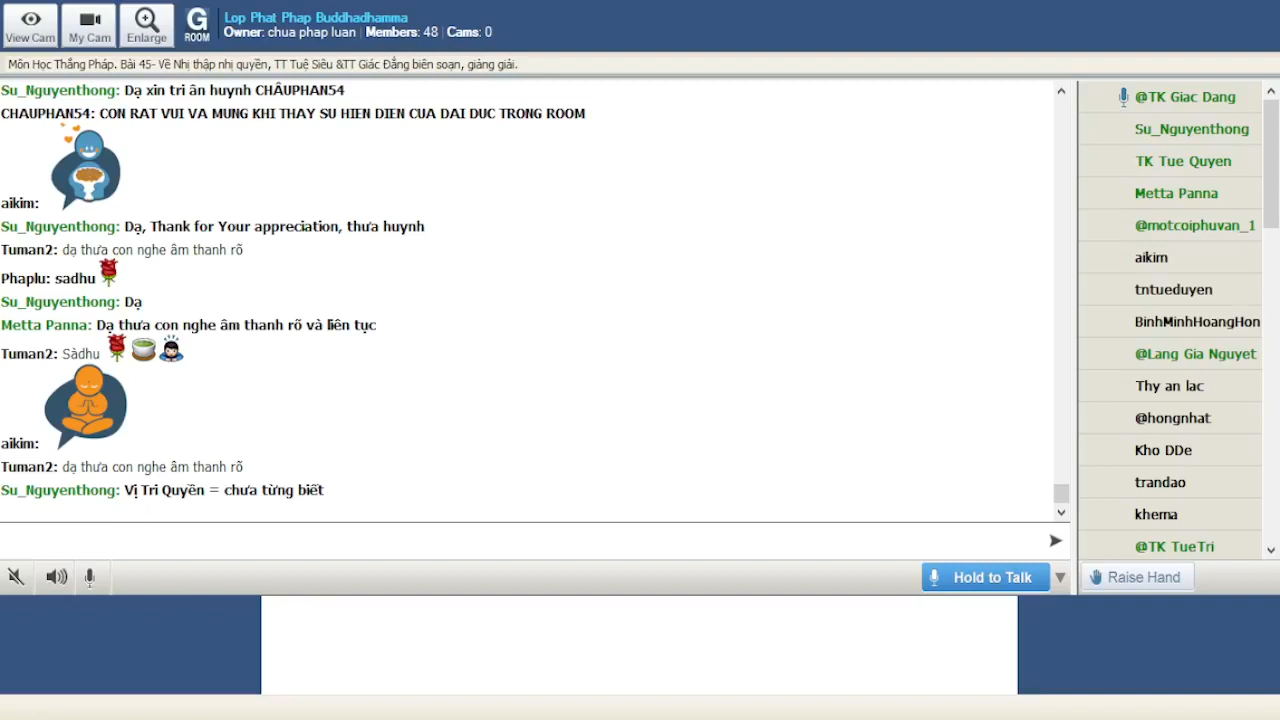 View Cam
My Cam
Enlarge
G
ROOM
Lop Phat Phap Buddhadhamma
Owner: chua phap luan | Members: 48 | Cams: 0
Môn Học Thắng Pháp. Bài 45- Về Nhị thập nhị quyền, TT Tuệ Siêu &TT Giác Đẳng biên soạn, giảng giải.
Su_Nguyenthong: Dạ xin tri ân huynh CHÂUPHAN54
CHAUPHAN54: CON RAT VUI VA MUNG KHI THAY SU HIEN DIEN CUA DAI DUC TRONG ROOM
aikim:
Su_Nguyenthong: Dạ, Thank for Your appreciation, thưa huynh
Tuman2: dạ thưa con nghe âm thanh rõ
Phaplu: sadhu
Su_Nguyenthong: Dạ
Metta Panna: Dạ thưa con nghe âm thanh rõ và liên tục
Tuman2: Sàdhu
aikim:
Tuman2: dạ thưa con nghe âm thanh rõ
Su_Nguyenthong: Vị Tri Quyền = chưa từng biết
Hold to Talk
@TK Giac Dang
Su_Nguyenthong
TK Tue Quyen
Metta Panna
@motcoiphuvan_1
aikim
tntueduyen
BinhMinhHoangHon
@Lang Gia Nguyet
Thy an lac
@hongnhat
Kho DDe
trandao
khema
@TK TueTri
Raise Hand